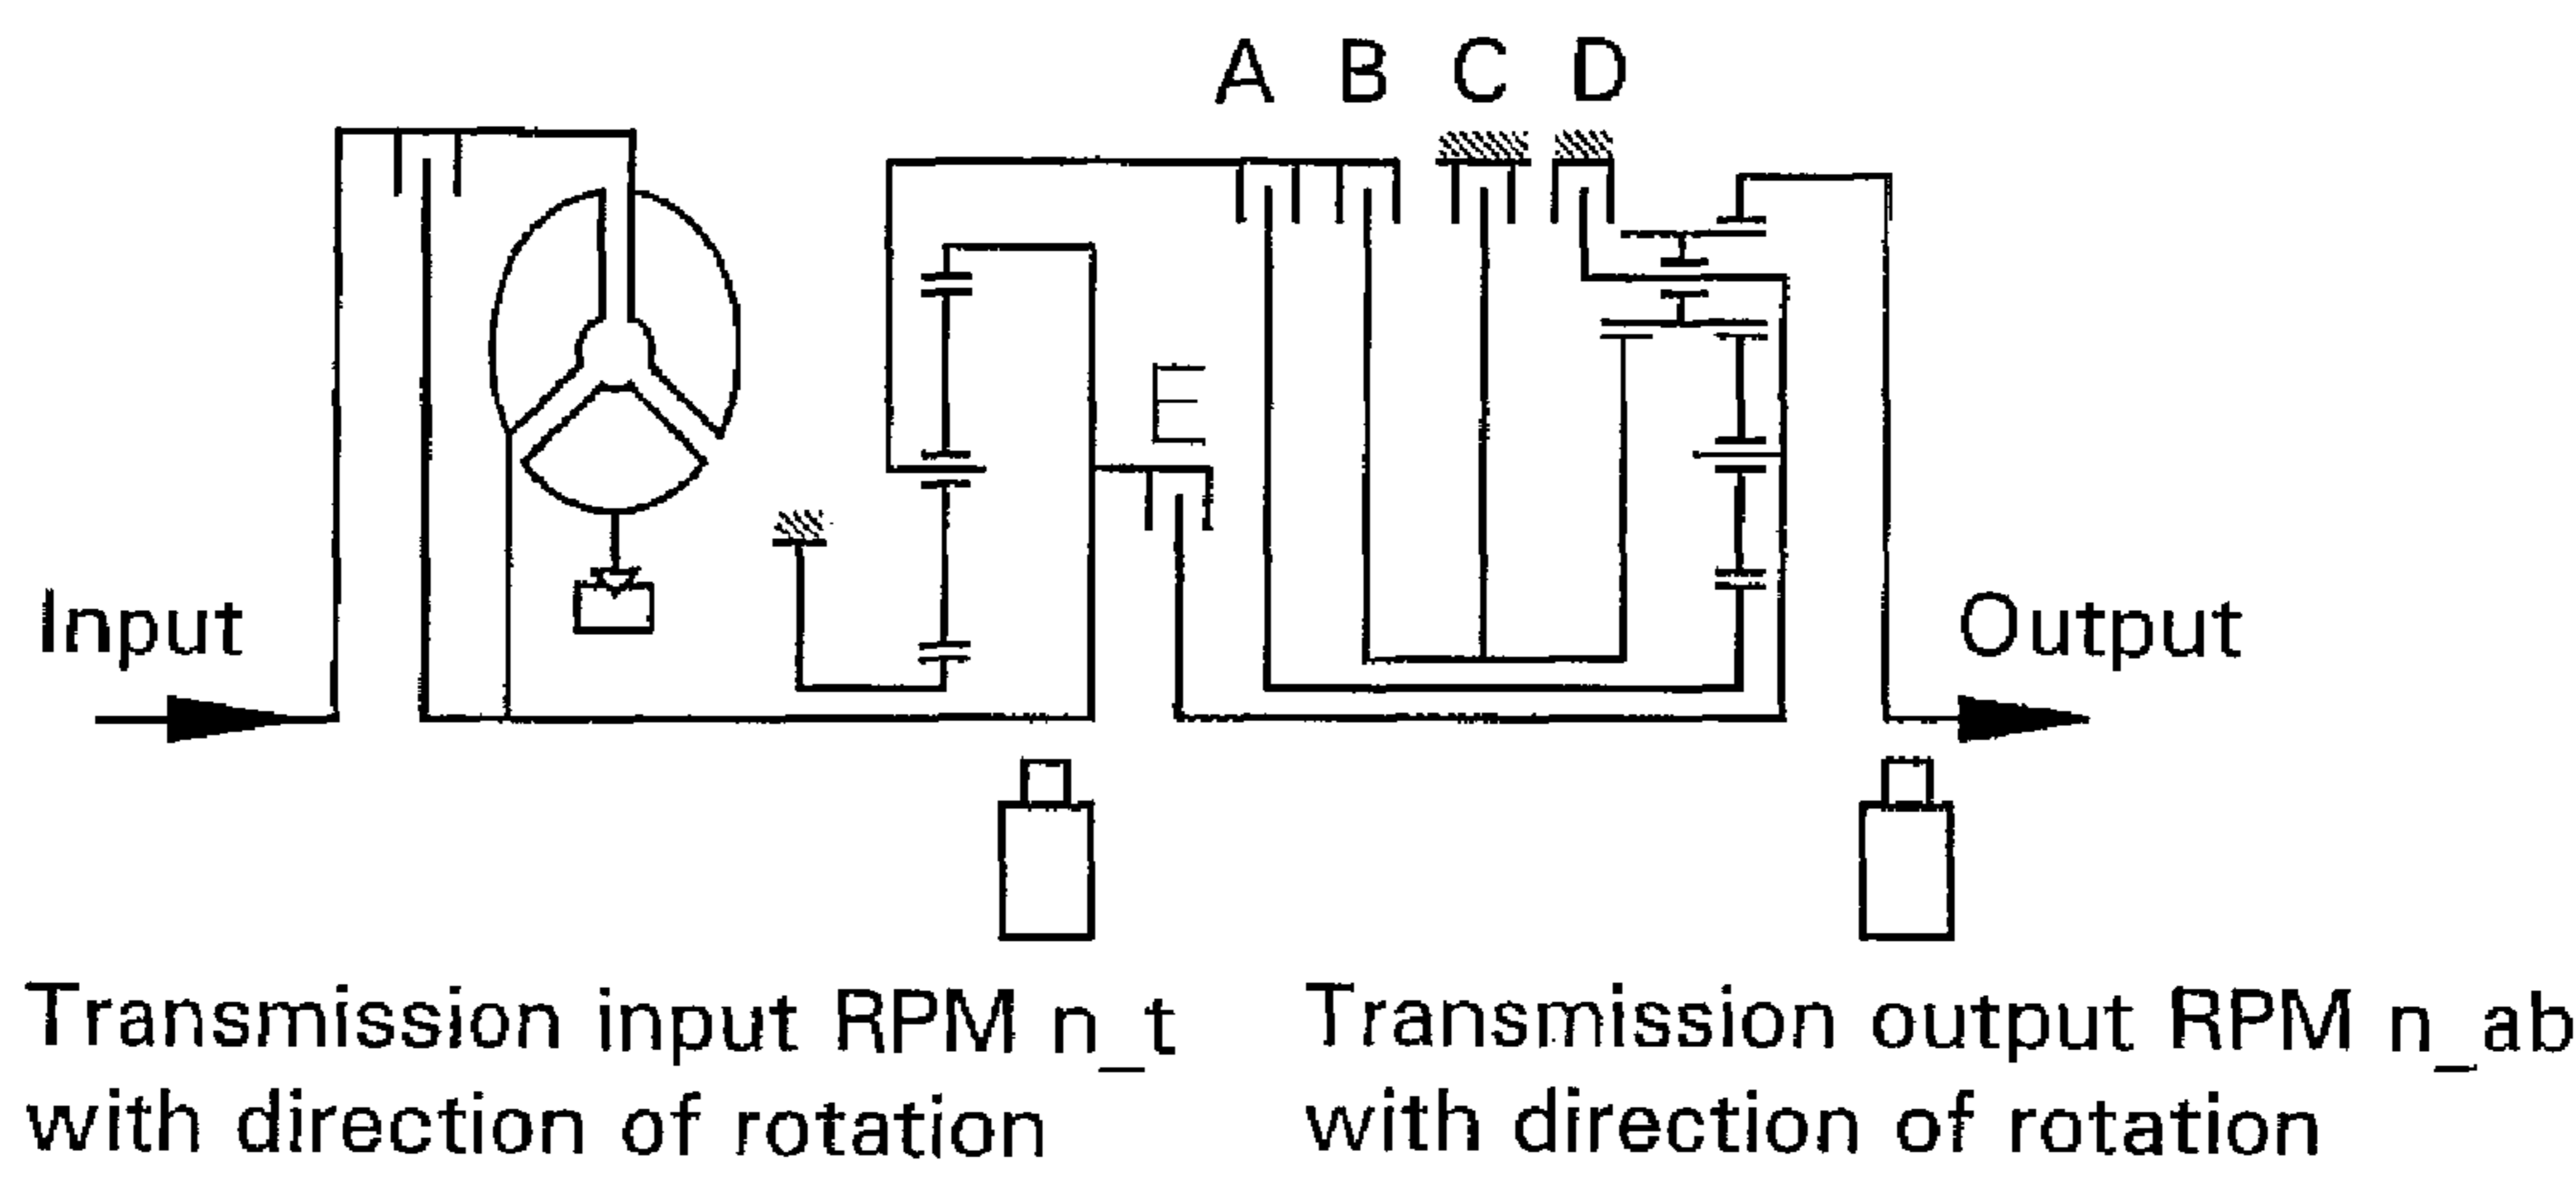 A B C D
E
Input
Output
Transmission input RPM n_t
with direction of rotation
Transmission output RPM n_ab
with direction of rotation